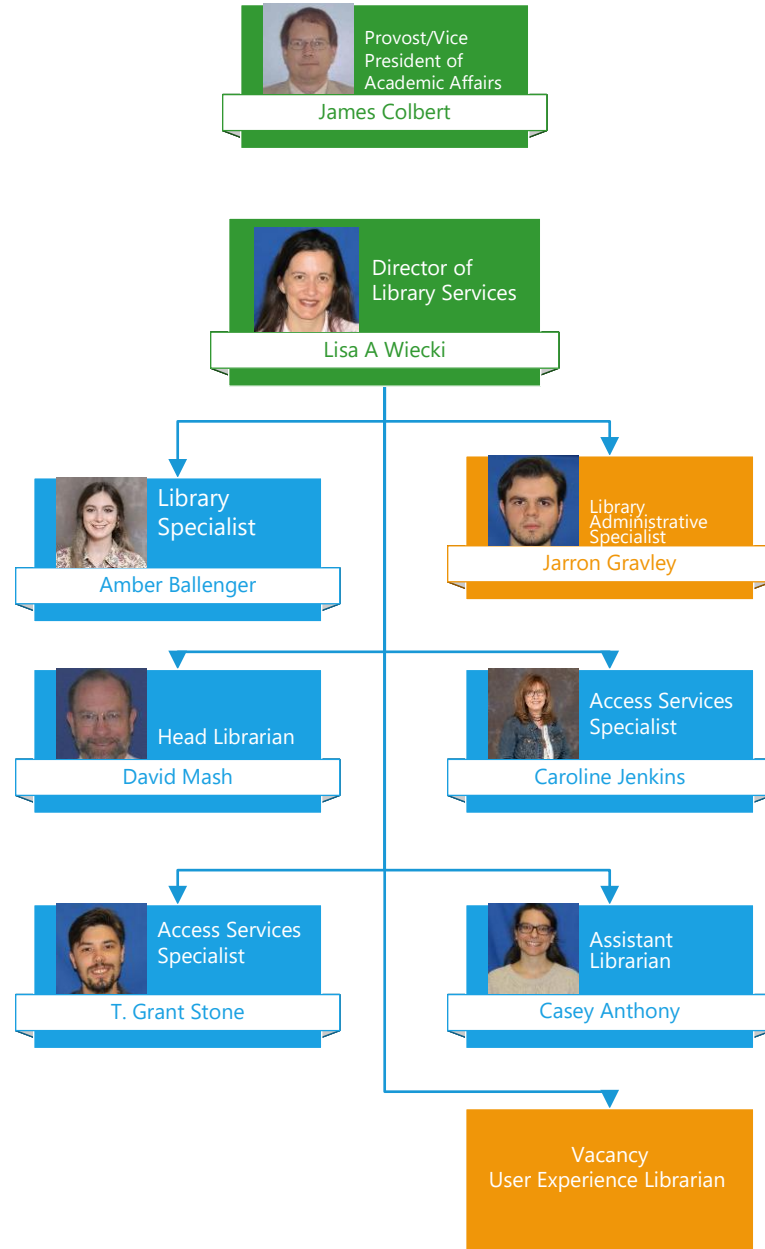 Provost/Vice
President of
Academic Affairs
James Colbert
Director of
Library Services
Lisa A Wiecki
Library
Specialist
Amber Ballenger
Library
Administrative
Specialist
Jarron Gravley
Head Librarian
David Mash
Access Services
Specialist
Caroline Jenkins
Access Services
Specialist
T. Grant Stone
Assistant
Librarian
Casey Anthony
Vacancy
User Experience Librarian